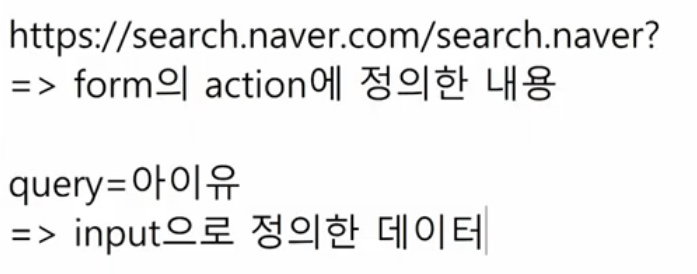 https://search.naver.com/search.naver?
=> form의 action에 정의한 내용
query=아이유
=> input으로 정의한 데이터